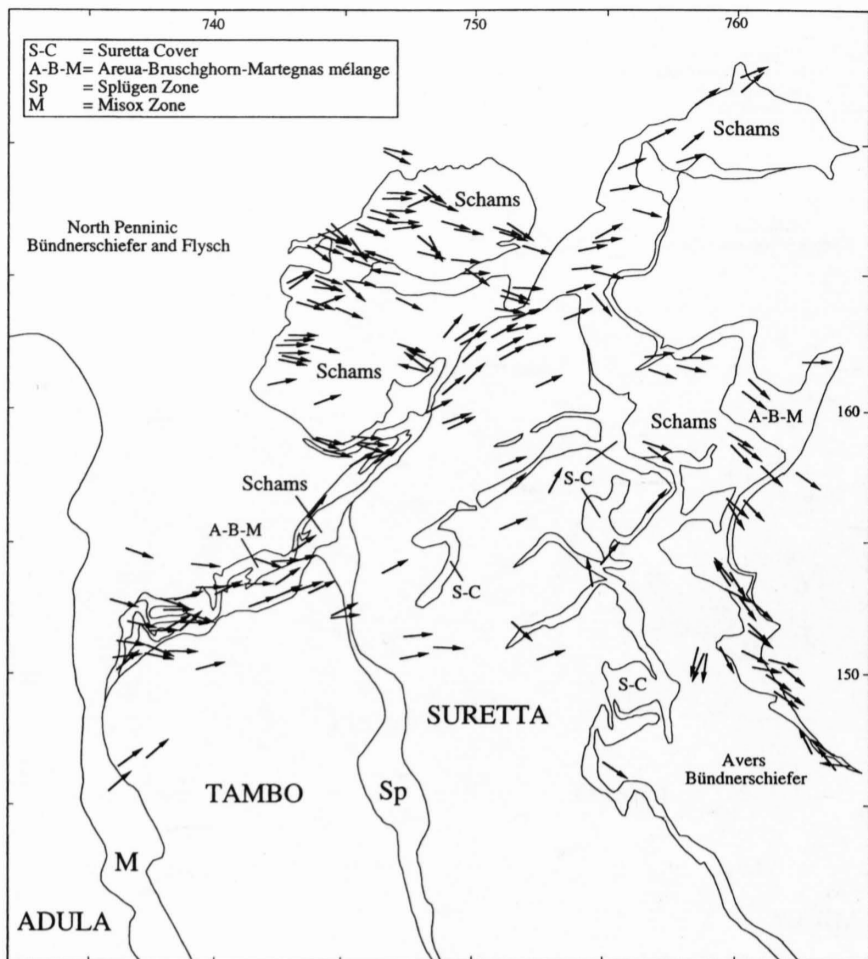 740 750 760
S-C = Suretta Cover
A-B-M= Areua-Bruschghorn-Martegnas mélange
Sp = Splügen Zone
M = Misox Zone
Schams
Schams
North Penninic
Bündnerschiefer and Flysch
Schams
Schams
A-B-M
160
S-C
Schams
A-B-M
S-C
150
S-C
SURETTA
Avers
Bündnerschiefer
TAMBO
Sp
M
ADULA